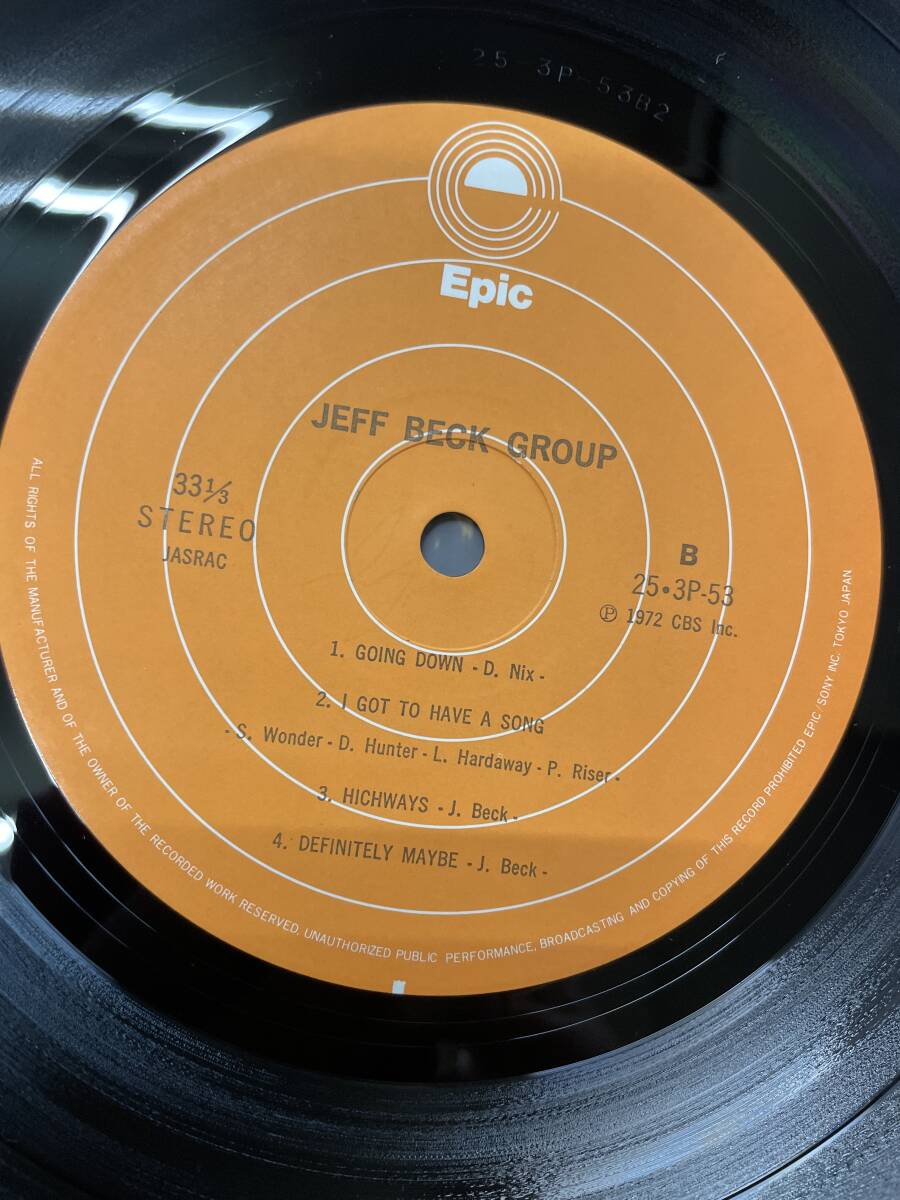 25 3P-53B2
Epic
JEFF BECK GROUP
33⅓
STEREO
JASRAC
B
25・3P-53
Ⓟ 1972 CBS Inc.
1. GOING DOWN - D. Nix -
2. I GOT TO HAVE A SONG
- S. Wonder - D. Hunter - L. Hardaway - P. Riser -
3. HICHWAYS - J. Beck -
4. DEFINITELY MAYBE - J. Beck -
ALL RIGHTS OF THE MANUFACTURER AND OF THE OWNER OF THE RECORDED WORK RESERVED. UNAUTHORIZED PUBLIC PERFORMANCE, BROADCASTING AND COPYING OF THIS RECORD PROHIBITED EPIC/SONY INC. TOKYO JAPAN